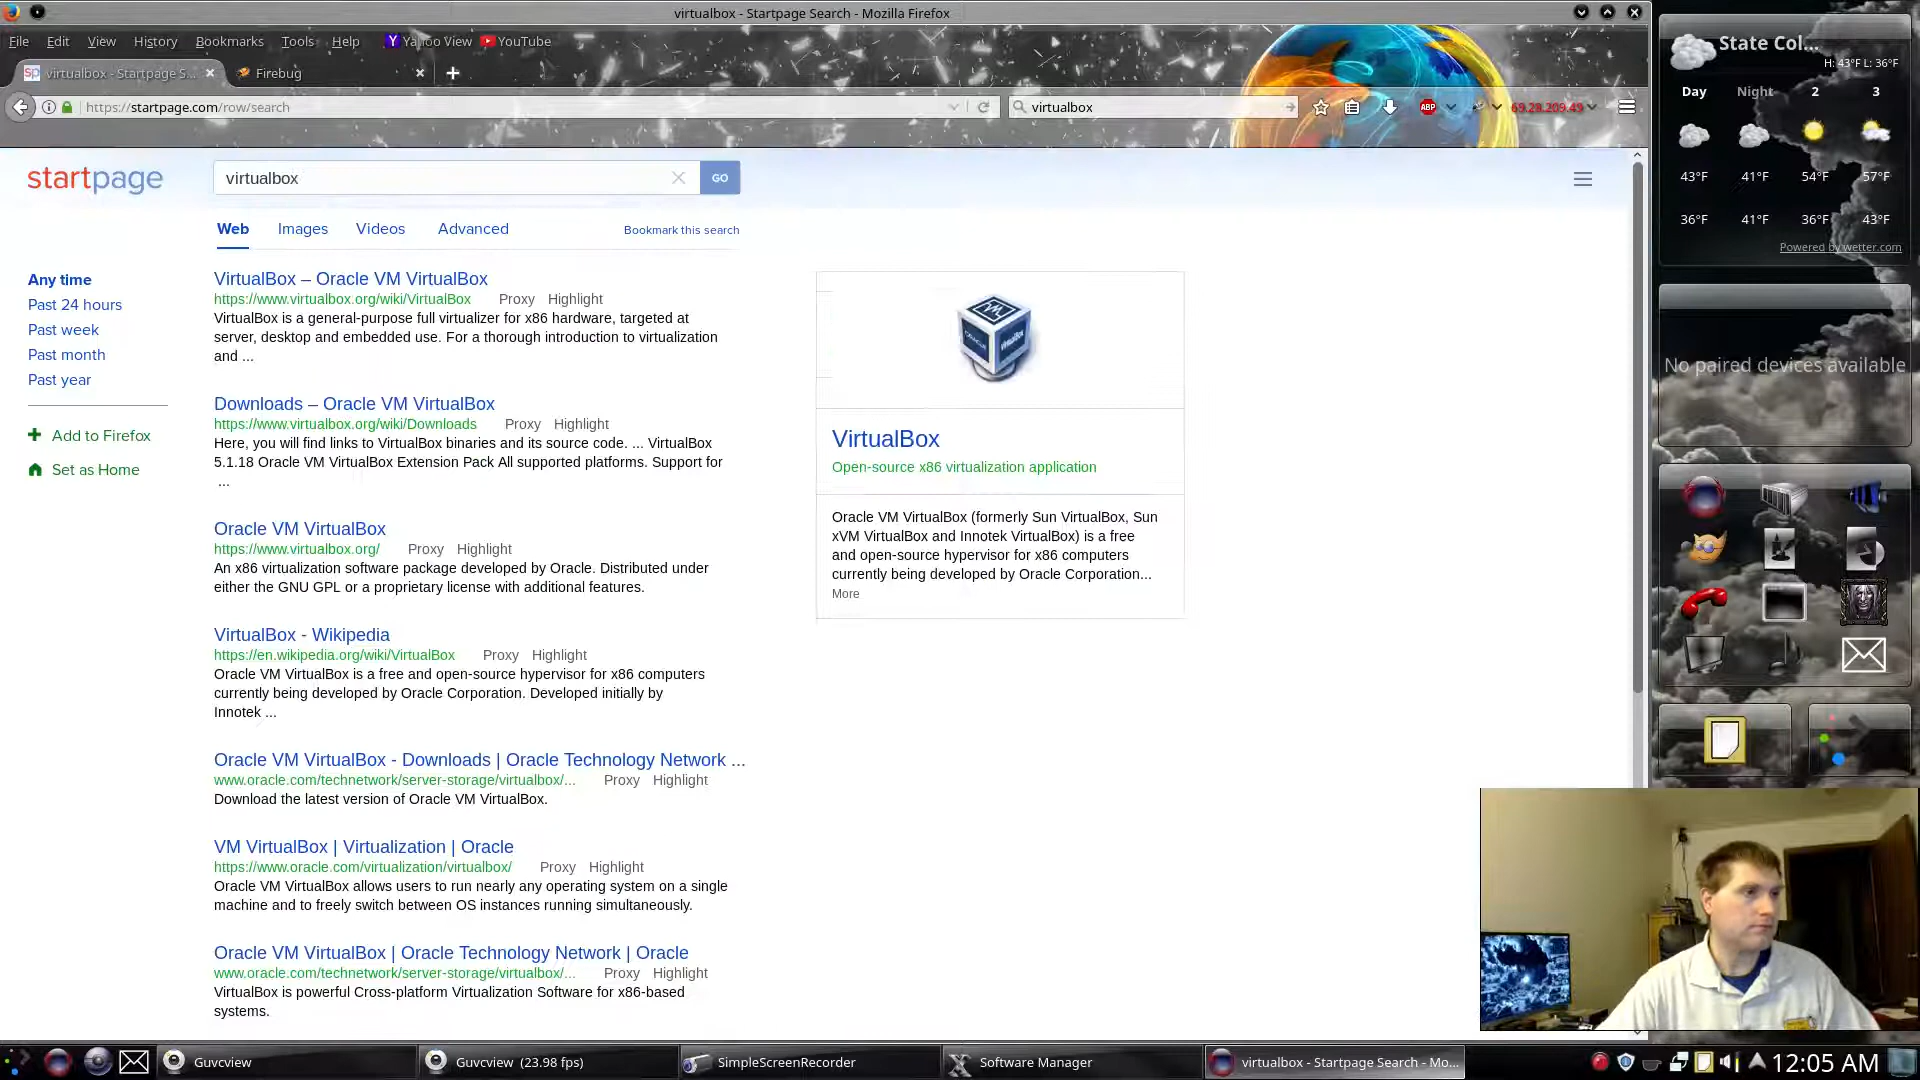 virtualbox - Startpage Search - Mozilla Firefox
File Edit View History Bookmarks Tools Help Yahoo View YouTube
virtualbox - Startpage S... Firebug
https://startpage.com/row/search virtualbox ABP 69.28.209.49
startpage virtualbox GO
Web Images Videos Advanced Bookmark this search
Any time
Past 24 hours
Past week
Past month
Past year
Add to Firefox
Set as Home
VirtualBox – Oracle VM VirtualBox
https://www.virtualbox.org/wiki/VirtualBox Proxy Highlight
VirtualBox is a general-purpose full virtualizer for x86 hardware, targeted at
server, desktop and embedded use. For a thorough introduction to virtualization
and ...
Downloads – Oracle VM VirtualBox
https://www.virtualbox.org/wiki/Downloads Proxy Highlight
Here, you will find links to VirtualBox binaries and its source code. ... VirtualBox
5.1.18 Oracle VM VirtualBox Extension Pack All supported platforms. Support for
...
Oracle VM VirtualBox
https://www.virtualbox.org/ Proxy Highlight
An x86 virtualization software package developed by Oracle. Distributed under
either the GNU GPL or a proprietary license with additional features.
VirtualBox - Wikipedia
https://en.wikipedia.org/wiki/VirtualBox Proxy Highlight
Oracle VM VirtualBox is a free and open-source hypervisor for x86 computers
currently being developed by Oracle Corporation. Developed initially by
Innotek ...
Oracle VM VirtualBox - Downloads | Oracle Technology Network ...
www.oracle.com/technetwork/server-storage/virtualbox/... Proxy Highlight
Download the latest version of Oracle VM VirtualBox.
VM VirtualBox | Virtualization | Oracle
https://www.oracle.com/virtualization/virtualbox/ Proxy Highlight
Oracle VM VirtualBox allows users to run nearly any operating system on a single
machine and to freely switch between OS instances running simultaneously.
Oracle VM VirtualBox | Oracle Technology Network | Oracle
www.oracle.com/technetwork/server-storage/virtualbox/... Proxy Highlight
VirtualBox is powerful Cross-platform Virtualization Software for x86-based
systems.
VirtualBox
Open-source x86 virtualization application
Oracle VM VirtualBox (formerly Sun VirtualBox, Sun
xVM VirtualBox and Innotek VirtualBox) is a free
and open-source hypervisor for x86 computers
currently being developed by Oracle Corporation...
More
State Col...
H: 43°F L: 36°F
Day Night 2 3
43°F 41°F 54°F 57°F
36°F 41°F 36°F 43°F
Powered by wetter.com
No paired devices available
Guvcview Guvcview (23.98 fps) SimpleScreenRecorder Software Manager virtualbox - Startpage Search - Mo... 12:05 AM